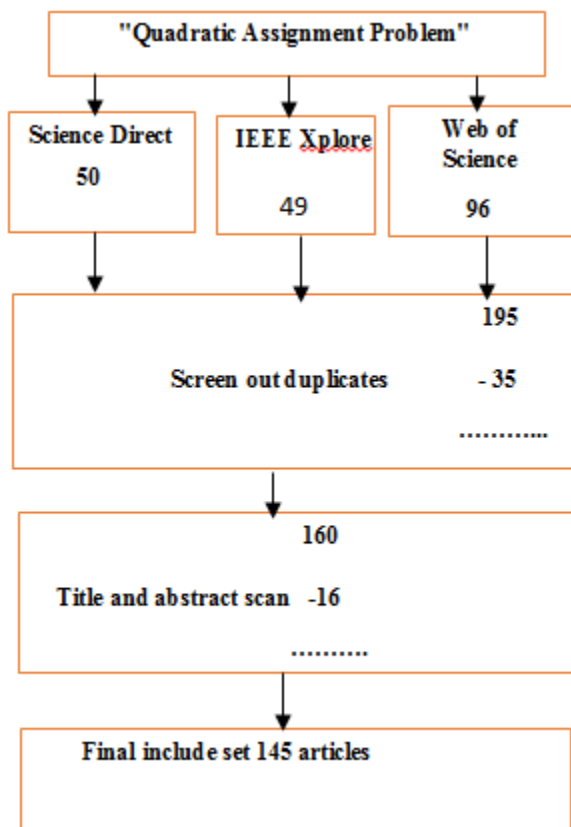 "Quadratic Assignment Problem"
Science Direct
50
IEEE Xplore
49
Web of
Science
96
195
Screen out duplicates - 35
............
160
Title and abstract scan -16
..........
Final include set 145 articles